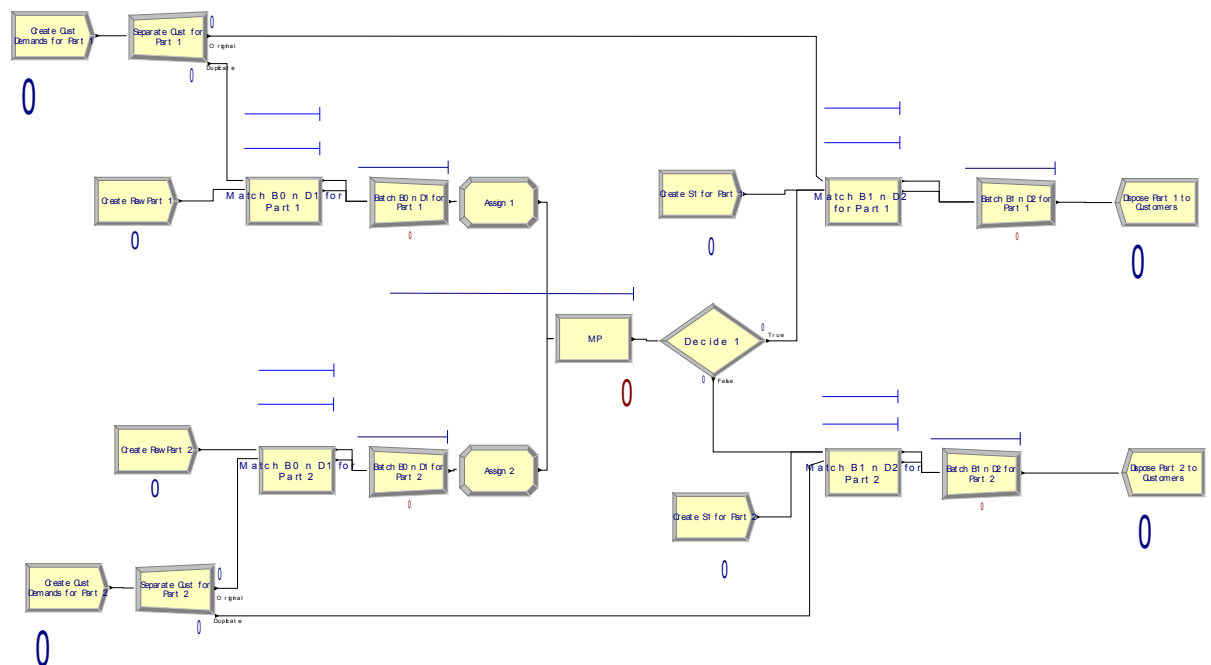 Create Cust
Demands for Part 1
0
Separate Cust for
Part 1
0
Original
Duplicate
0
Create Raw Part 1
0
Match B0 n D1 for
Part 1
Batch B0 n D1 for
Part 1
0
Assign 1
Create S1 for Part 1
0
Match B1 n D2
for Part 1
Batch B1 n D2 for
Part 1
0
Dispose Part 1 to
Customers
0
MP
0
Decide 1
0
True
0
False
Create Raw Part 2
0
Match B0 n D1 for
Part 2
Batch B0 n D1 for
Part 2
0
Assign 2
Create S1 for Part 2
0
Match B1 n D2 for
Part 2
Batch B1 n D2 for
Part 2
0
Dispose Part 2 to
Customers
0
Create Cust
Demands for Part 2
0
Separate Cust for
Part 2
0
Original
Duplicate
0